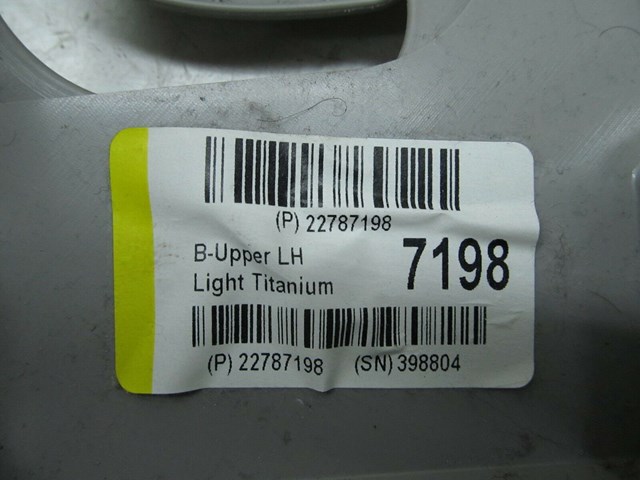 (P) 22787198
B-Upper LH
Light Titanium
7198
(P) 22787198 (SN) 398804